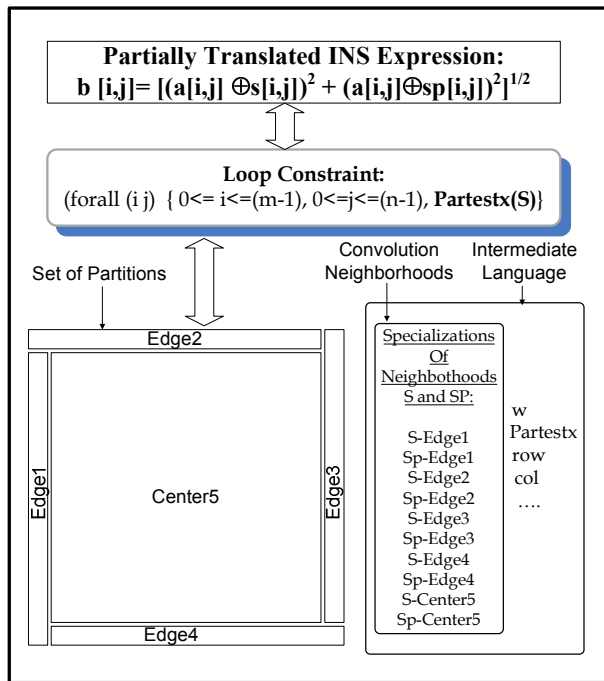 Partially Translated INS Expression:
b [i,j]= [(a[i,j] ⊕s[i,j])² + (a[i,j]⊕sp[i,j])²]^1/2
Loop Constraint:
(forall (i j) { 0<= i<=(m-1), 0<=j<=(n-1), Partestx(S)}
Set of Partitions
Convolution
Neighborhoods
Intermediate
Language
Edge2
Edge1
Center5
Edge3
Edge4
Specializations
Of
Neighbothoods
S and SP:
S-Edge1
Sp-Edge1
S-Edge2
Sp-Edge2
S-Edge3
Sp-Edge3
S-Edge4
Sp-Edge4
S-Center5
Sp-Center5
w
Partestx
row
col
....